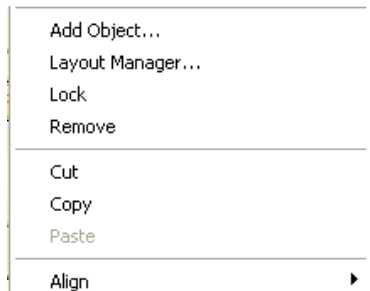 Add Object...
Layout Manager...
Lock
Remove
Cut
Copy
Paste
Align